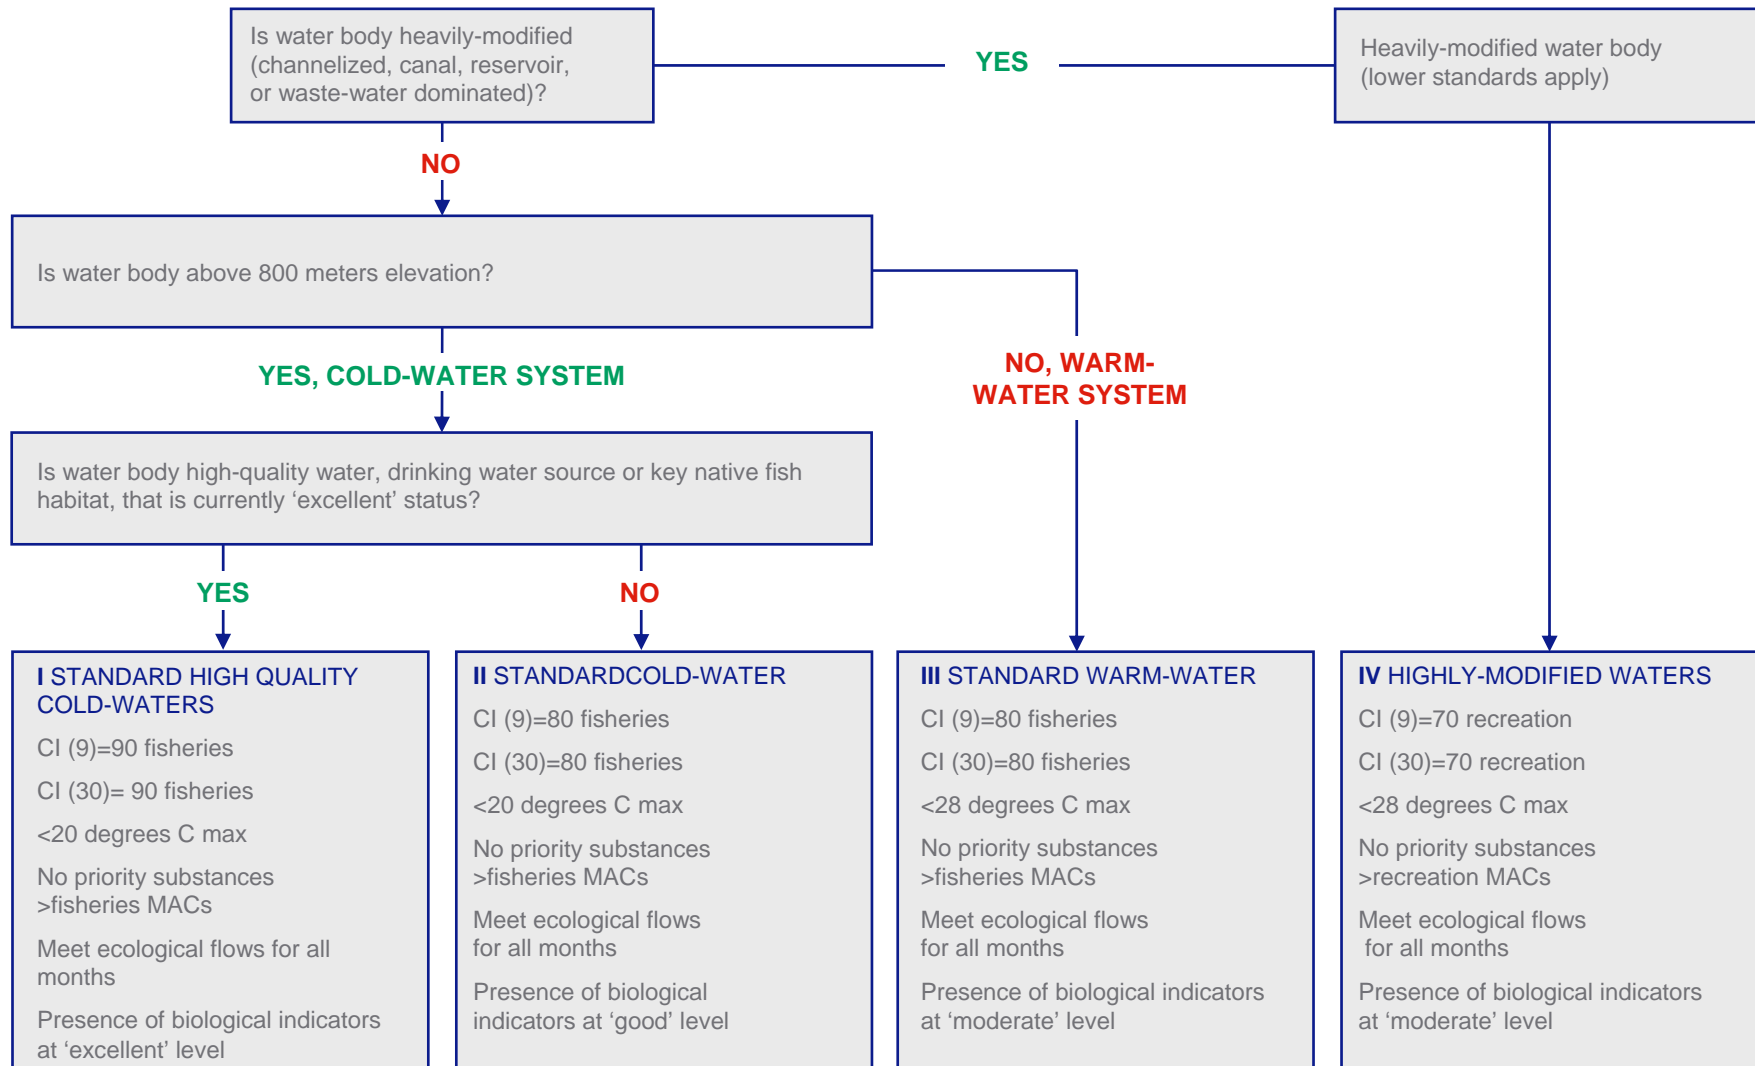 Is water body heavily-modified
(channelized, canal, reservoir,
or waste-water dominated)?
YES
Heavily-modified water body
(lower standards apply)
NO
Is water body above 800 meters elevation?
YES, COLD-WATER SYSTEM
NO, WARM-
WATER SYSTEM
Is water body high-quality water, drinking water source or key native fish
habitat, that is currently ‘excellent’ status?
YES
NO
I STANDARD HIGH QUALITY
COLD-WATERS
CI (9)=90 fisheries
CI (30)= 90 fisheries
<20 degrees C max
No priority substances
>fisheries MACs
Meet ecological flows for all
months
Presence of biological indicators
at ‘excellent’ level
II STANDARDCOLD-WATER
CI (9)=80 fisheries
CI (30)=80 fisheries
<20 degrees C max
No priority substances
>fisheries MACs
Meet ecological flows
for all months
Presence of biological
indicators at ‘good’ level
III STANDARD WARM-WATER
CI (9)=80 fisheries
CI (30)=80 fisheries
<28 degrees C max
No priority substances
>fisheries MACs
Meet ecological flows
for all months
Presence of biological indicators
at ‘moderate’ level
IV HIGHLY-MODIFIED WATERS
CI (9)=70 recreation
CI (30)=70 recreation
<28 degrees C max
No priority substances
>recreation MACs
Meet ecological flows
for all months
Presence of biological indicators
at ‘moderate’ level